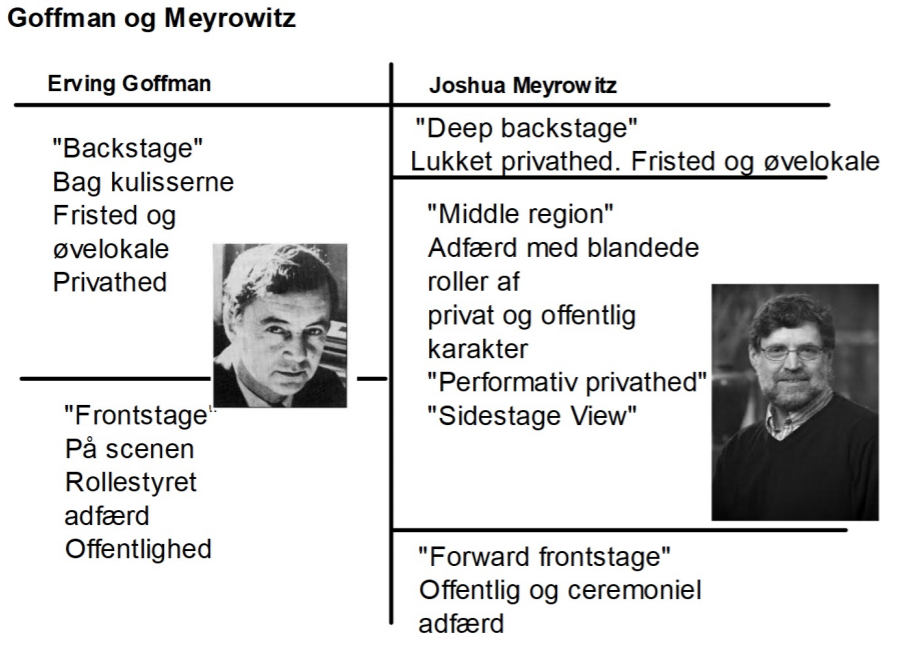 Goffman og Meyrowitz
Erving Goffman
"Backstage"
Bag kulisserne
Fristed og
øvelokale
Privathed
"Frontstage"
På scenen
Rollestyret
adfærd
Offentlighed
Joshua Meyrowitz
"Deep backstage"
Lukket privathed. Fristed og øvelokale
"Middle region"
Adfærd med blandede
roller af
privat og offentlig
karakter
"Performativ privathed"
"Sidestage View"
"Forward frontstage"
Offentlig og ceremoniel
adfærd